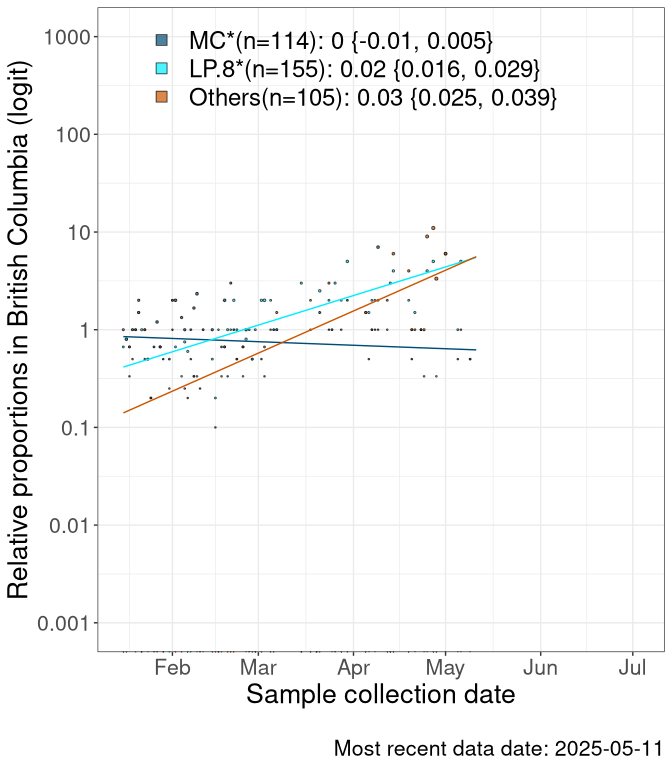 MC*(n=114): 0 {-0.01, 0.005}
LP.8*(n=155): 0.02 {0.016, 0.029}
Others(n=105): 0.03 {0.025, 0.039}
Relative proportions in British Columbia (logit)
1000
100
10
1
0.1
0.01
0.001
Feb Mar Apr May Jun Jul
Sample collection date
Most recent data date: 2025-05-11